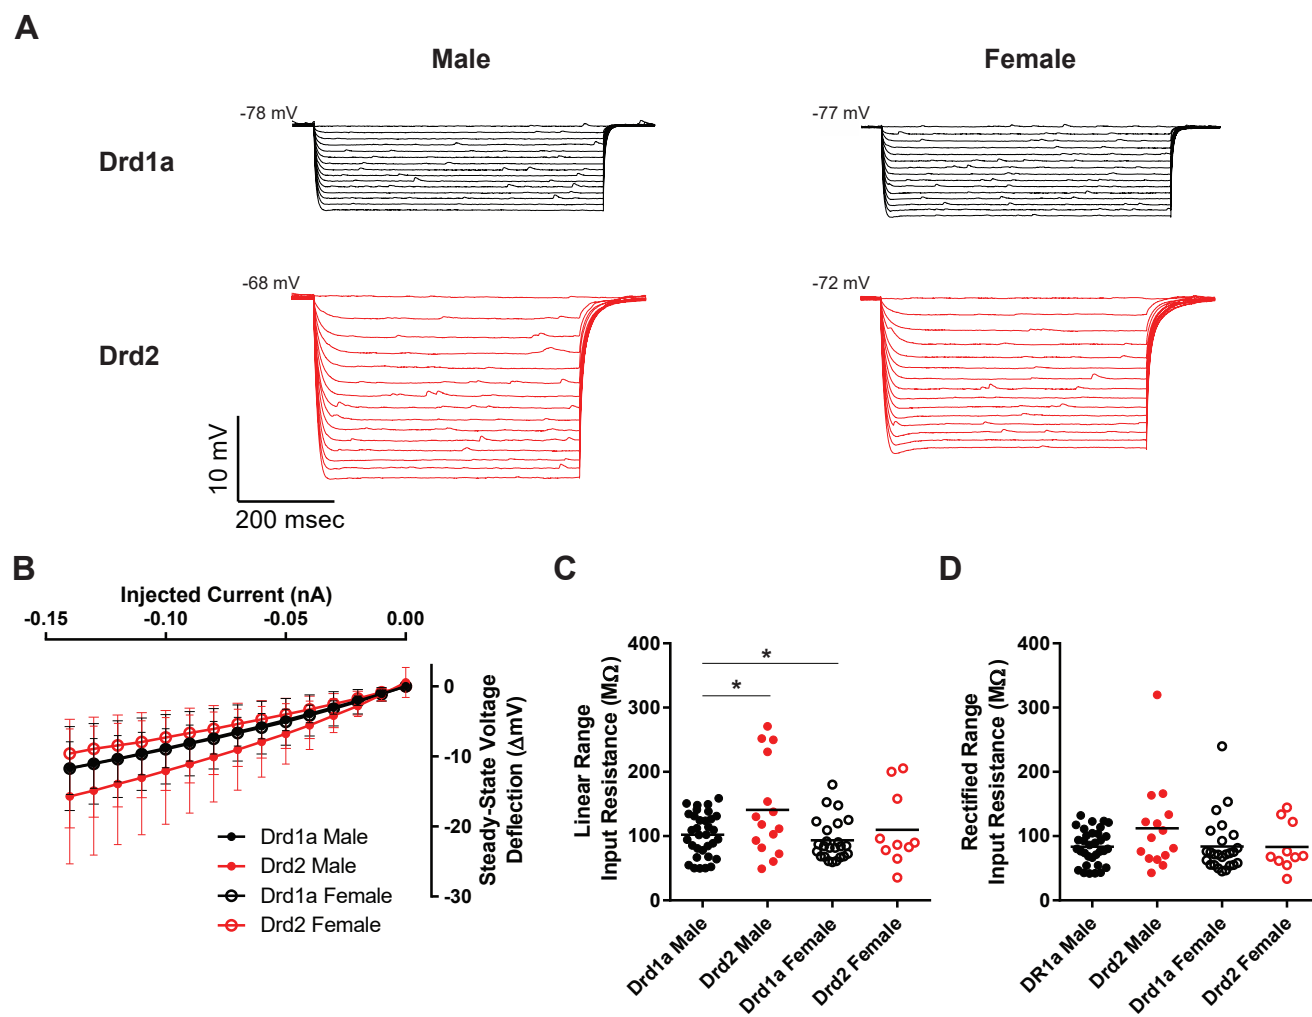 A
Male
Female
-78 mV
-77 mV
Drd1a
-68 mV
-72 mV
Drd2
10 mV
200 msec
B
Injected Current (nA)
-0.15
-0.10
-0.05
0.00
0
-10
-20
-30
Steady-State Voltage
Deflection (ΔmV)
Drd1a Male
Drd2 Male
Drd1a Female
Drd2 Female
C
Linear Range
Input Resistance (MΩ)
400
300
200
100
0
*
*
Drd1a Male
Drd2 Male
Drd1a Female
Drd2 Female
D
Rectified Range
Input Resistance (MΩ)
400
300
200
100
0
DR1a Male
Drd2 Male
Drd1a Female
Drd2 Female